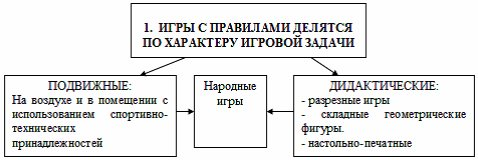 1. ИГРЫ С ПРАВИЛАМИ ДЕЛЯТСЯ
ПО ХАРАКТЕРУ ИГРОВОЙ ЗАДАЧИ
ПОДВИЖНЫЕ:
На воздухе и в помещении с
использованием спортивно-
технических
принадлежностей
Народные
игры
ДИДАКТИЧЕСКИЕ:
- разрезные игры
- складные геометрические
фигуры.
- настольно-печатные